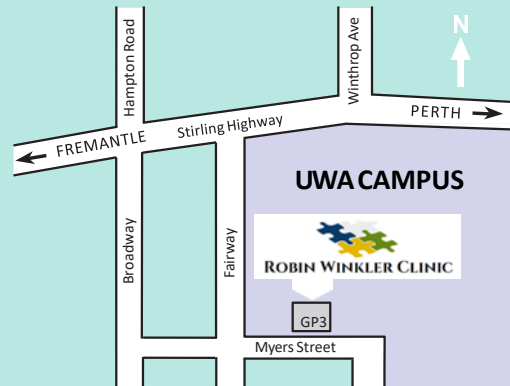 Hampton Road
Winthrop Ave
N
FREMANTLE
Stirling Highway
PERTH
UWA CAMPUS
ROBIN WINKLER CLINIC
Broadway
Fairway
GP3
Myers Street